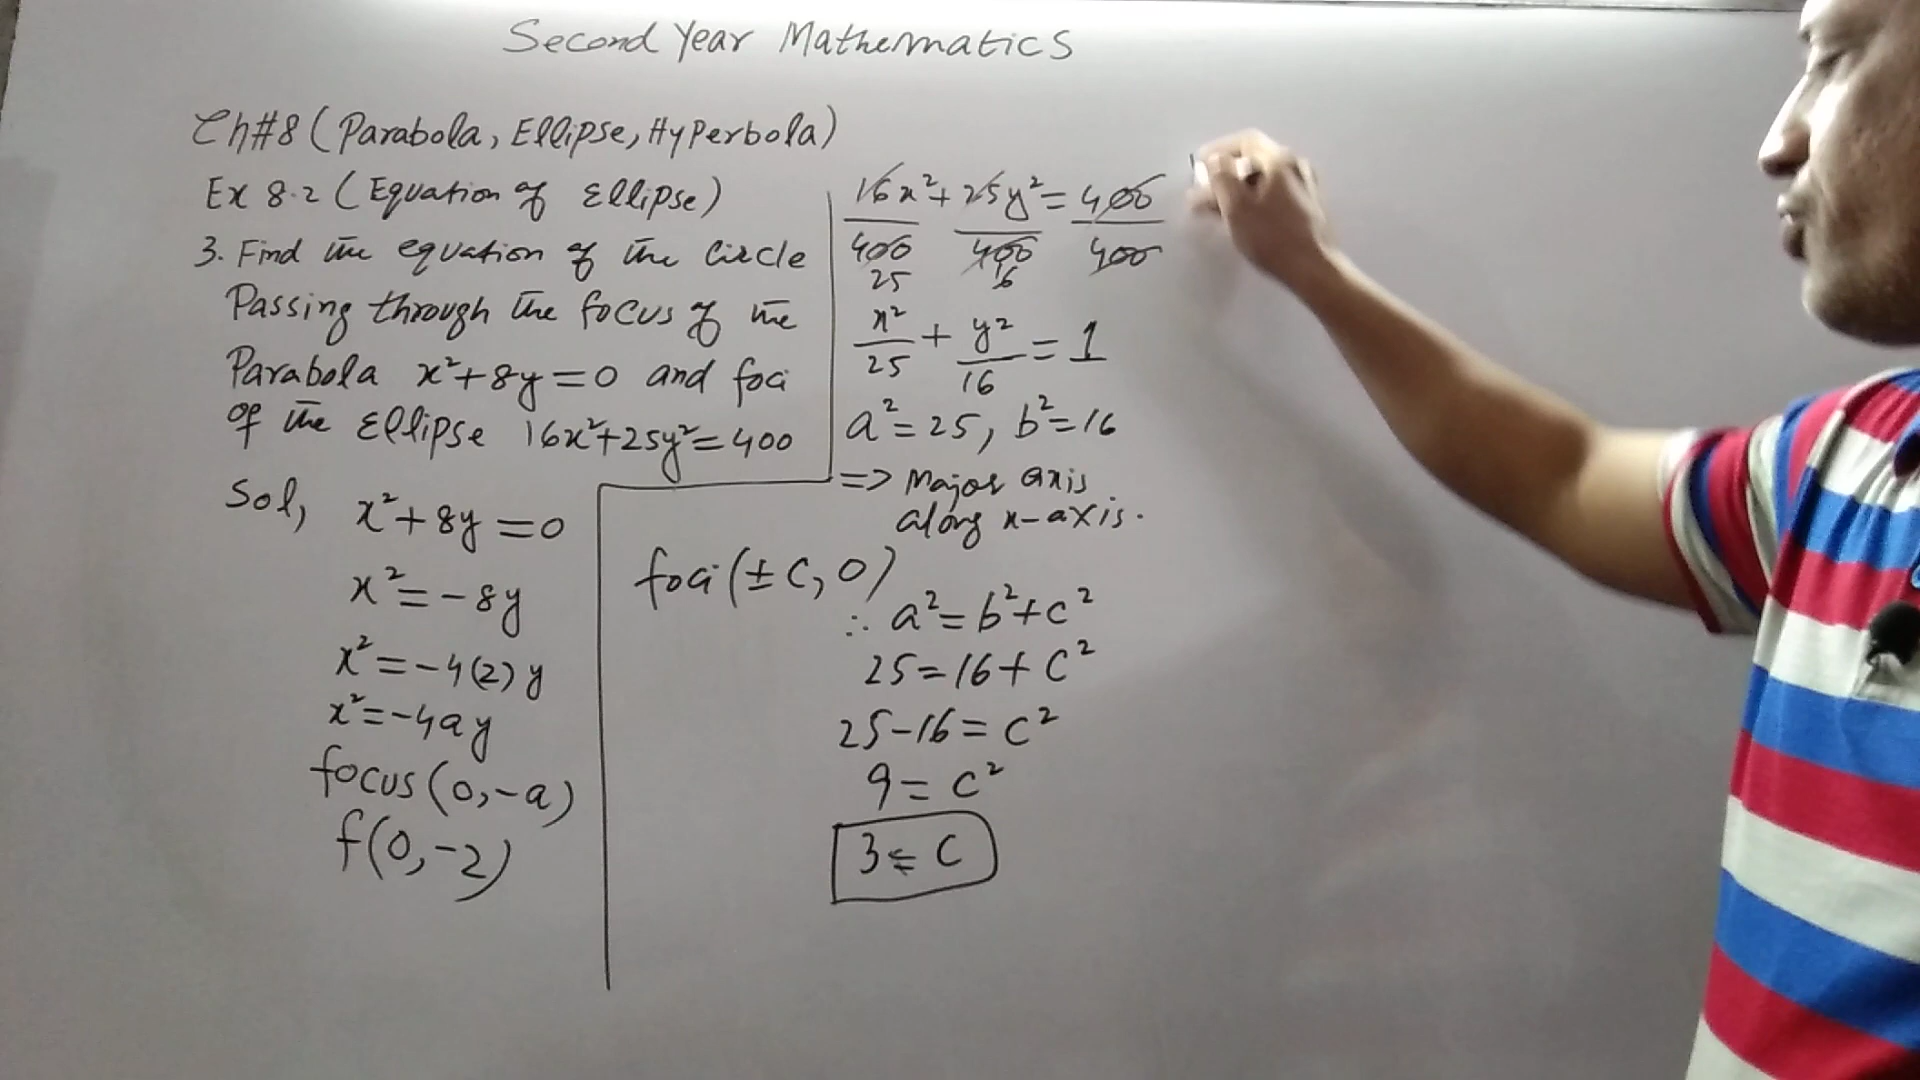 Second Year Mathematics
Ch#8 (Parabola, Ellipse, Hyperbola)
Ex 8.2 (Equation of Ellipse)
3. Find the equation of the Circle
Passing through the focus of the
Parabola x²+8y=0 and foci
of the Ellipse 16x²+25y²=400
Sol, x²+8y=0
x²=-8y
x²=-4(2)y
x²=-4ay
focus(0,-a)
f(0,-2)
16x²+25y²=400
400 400 400
25 16
x²/25 + y²/16 = 1
a²=25, b²=16
=> Major axis
along x-axis.
foci(±c,0)
∴ a²=b²+c²
25=16+c²
25-16=c²
9=c²
3=c